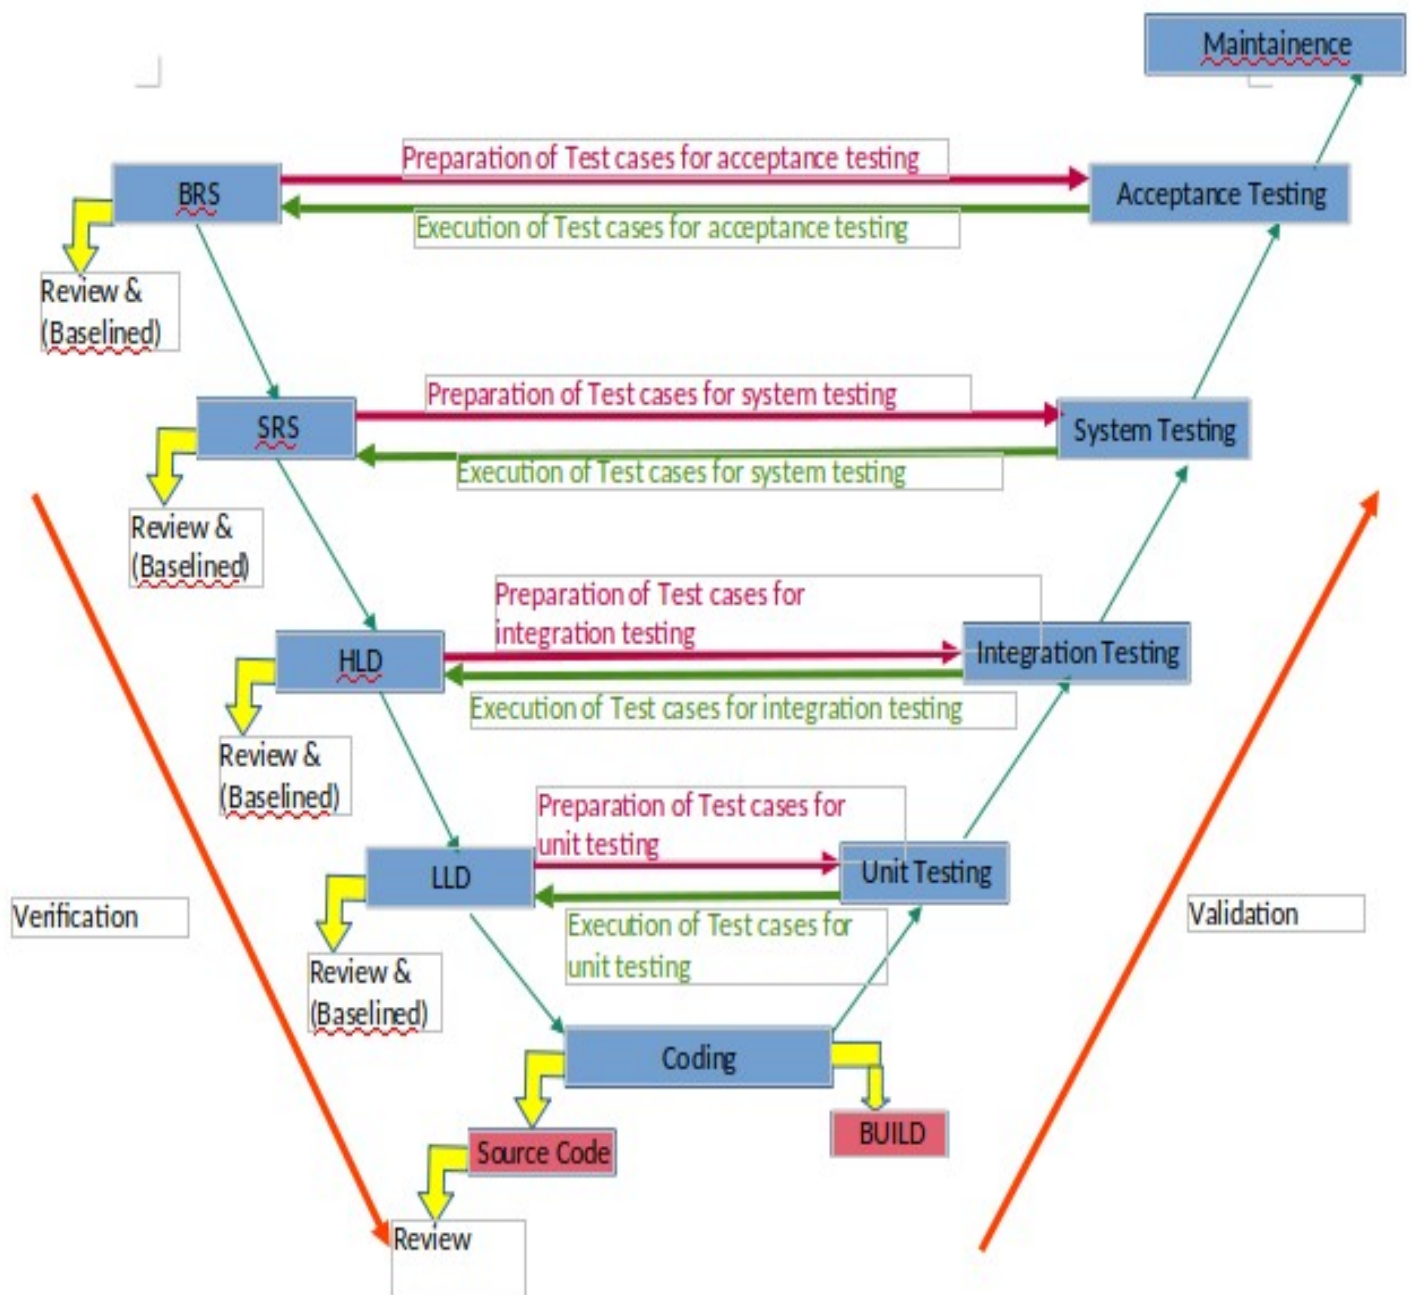 Maintainence
Preparation of Test cases for acceptance testing
BRS
Acceptance Testing
Execution of Test cases for acceptance testing
Review &
(Baselined)
Preparation of Test cases for system testing
SRS
System Testing
Execution of Test cases for system testing
Review &
(Baselined)
Preparation of Test cases for
integration testing
HLD
Integration Testing
Execution of Test cases for integration testing
Review &
(Baselined)
Preparation of Test cases for
unit testing
LLD
Unit Testing
Verification
Validation
Execution of Test cases for
unit testing
Review &
(Baselined)
Coding
Source Code
BUILD
Review